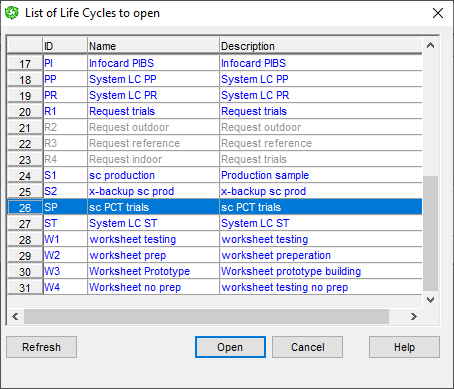 List of Life Cycles to open
ID Name Description
17 PI Infocard PIBS Infocard PIBS
18 PP System LC PP System LC PP
19 PR System LC PR System LC PR
20 R1 Request trials Request trials
21 R2 Request outdoor Request outdoor
22 R3 Request reference Request reference
23 R4 Request indoor Request trials
24 S1 sc production Production sample
25 S2 x-backup sc prod x-backup sc prod
26 SP sc PCT trials sc PCT trials
27 ST System LC ST System LC ST
28 W1 worksheet testing worksheet testing
29 W2 worksheet prep worksheet preperation
30 W3 Worksheet Prototype Worksheet prototype building
31 W4 Worksheet no prep worksheet testing no prep
Refresh Open Cancel Help